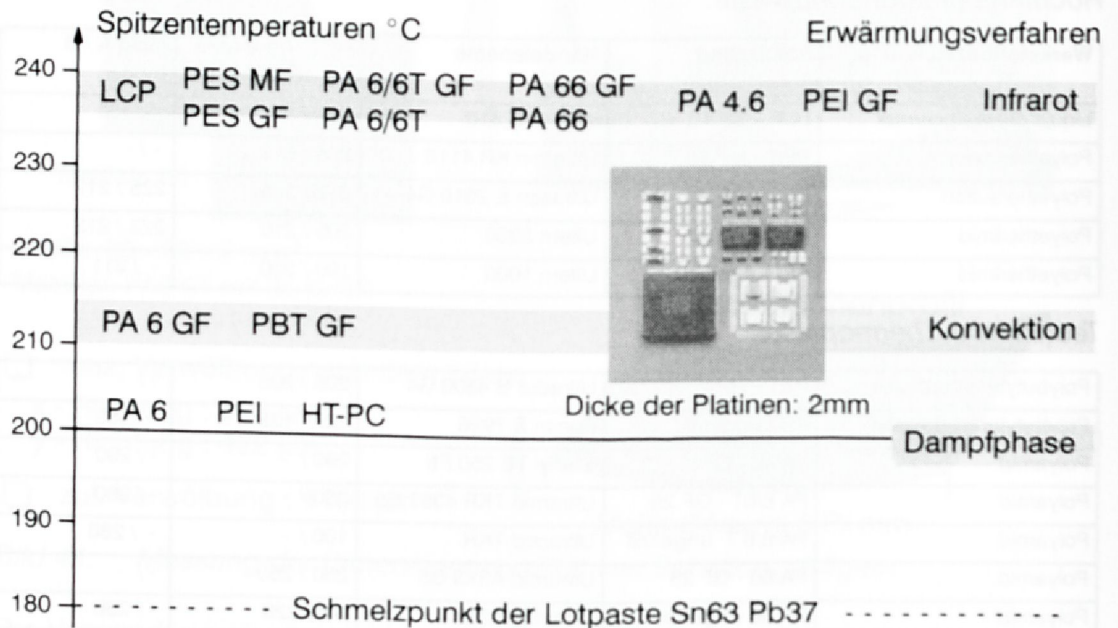 Spitzentemperaturen °C
Erwärmungsverfahren
240
LCP PES MF PA 6/6T GF PA 66 GF PA 4.6 PEI GF Infrarot
PES GF PA 6/6T PA 66
230
220
PA 6 GF PBT GF Konvektion
210
PA 6 PEI HT-PC Dicke der Platinen: 2mm
200
Dampfphase
190
180 Schmelzpunkt der Lotpaste Sn63 Pb37